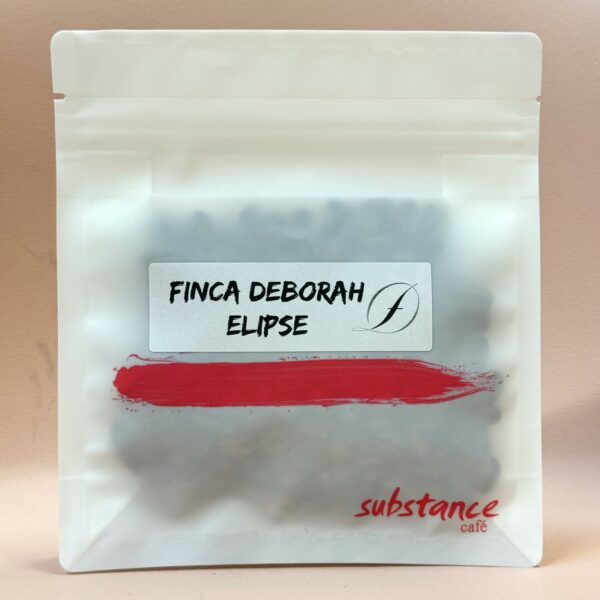 FINCA DEBORAH
ELIPSE
substance
café